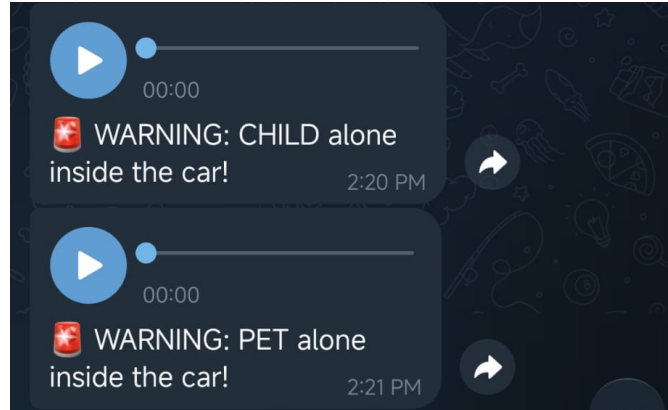 00:00
🚨 WARNING: CHILD alone
inside the car!
2:20 PM
00:00
🚨 WARNING: PET alone
inside the car!
2:21 PM